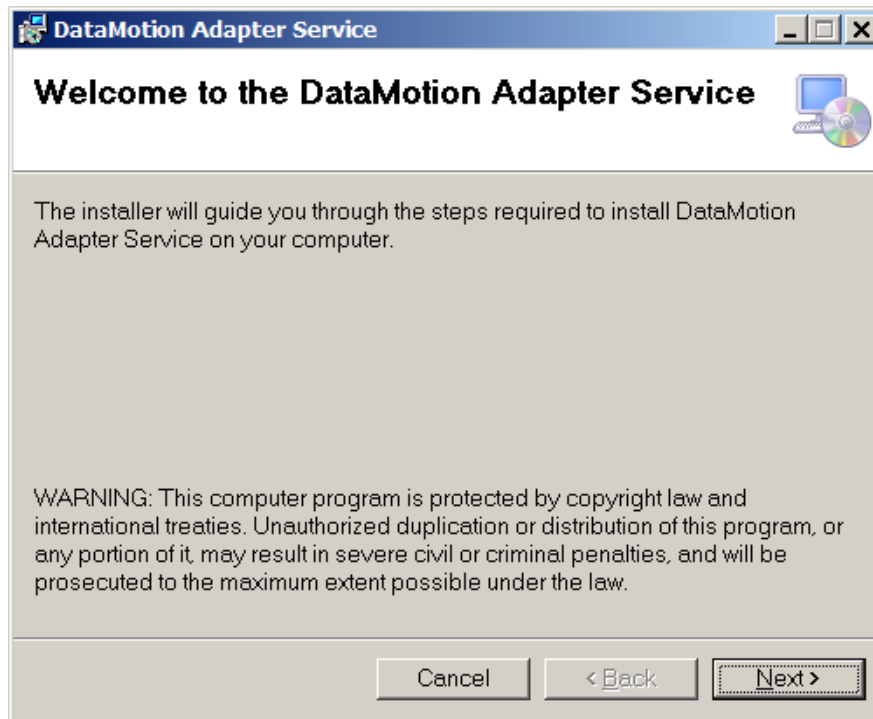 DataMotion Adapter Service
Welcome to the DataMotion Adapter Service
The installer will guide you through the steps required to install DataMotion
Adapter Service on your computer.
WARNING: This computer program is protected by copyright law and
international treaties. Unauthorized duplication or distribution of this program, or
any portion of it, may result in severe civil or criminal penalties, and will be
prosecuted to the maximum extent possible under the law.
Cancel < Back Next >